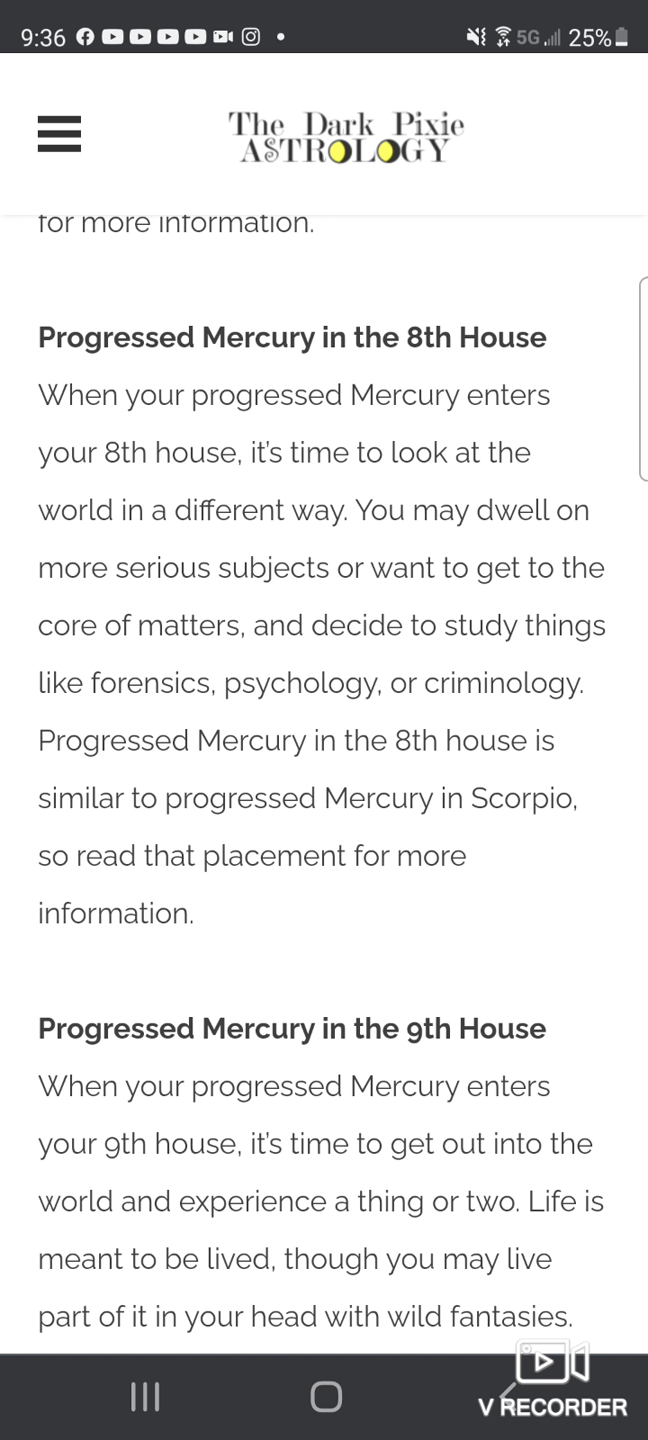 9:36
5G 25%
The Dark Pixie
ASTROLOGY
for more information.
Progressed Mercury in the 8th House
When your progressed Mercury enters
your 8th house, it's time to look at the
world in a different way. You may dwell on
more serious subjects or want to get to the
core of matters, and decide to study things
like forensics, psychology, or criminology.
Progressed Mercury in the 8th house is
similar to progressed Mercury in Scorpio,
so read that placement for more
information.
Progressed Mercury in the 9th House
When your progressed Mercury enters
your 9th house, it's time to get out into the
world and experience a thing or two. Life is
meant to be lived, though you may live
part of it in your head with wild fantasies.
V RECORDER